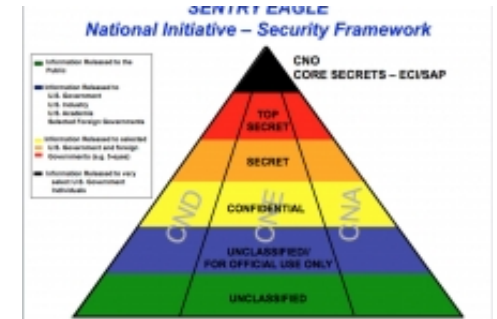 SENTRY EAGLE
National Initiative – Security Framework
CNO
CORE SECRETS – ECI/SAP
Information Released to the
Public
Information Released to
U.S. Government
U.S. Industry
U.S. Academia
Selected Foreign Governments
Information Released to selected
U.S. Government and foreign
Governments (e.g. 5-eyes)
Information Released to very
select U.S. Government
Individuals
TOP
SECRET
SECRET
CONFIDENTIAL
CND
CNE
CNA
UNCLASSIFIED//
FOR OFFICIAL USE ONLY
UNCLASSIFIED